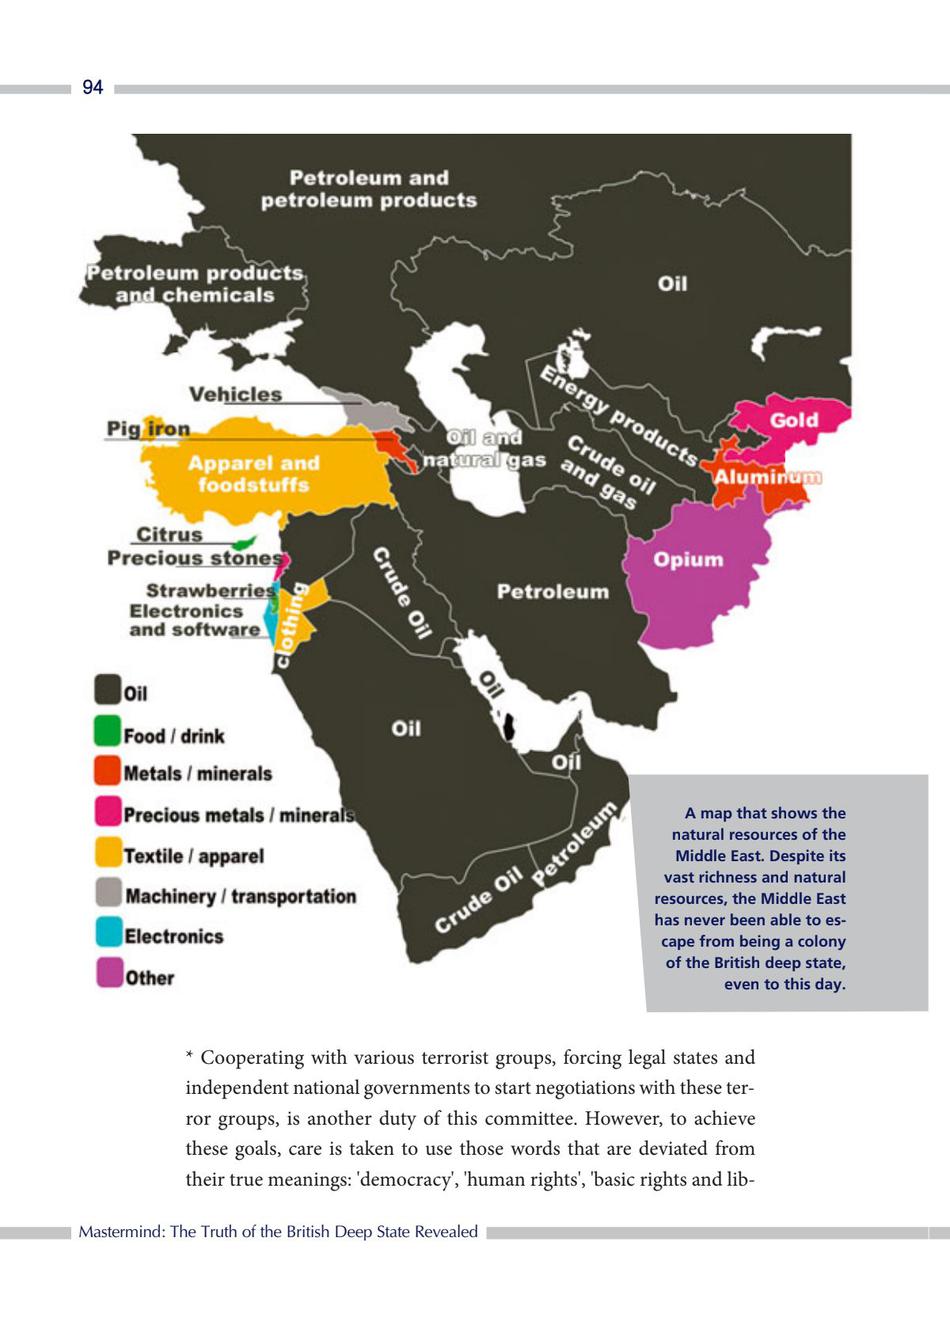 94
Petroleum and
petroleum products
Petroleum products
and chemicals
Oil
Vehicles
Energy products
Gold
Pig iron
Oil and
natural gas
Crude oil
and gas
Apparel and
foodstuffs
Aluminum
Citrus
Precious stones
Crude Oil
Opium
Petroleum
Strawberries
Electronics
and software
clothing
Oil
Oil
Oil
Petroleum
Crude Oil
Oil
Food / drink
Metals / minerals
Precious metals / minerals
Textile / apparel
Machinery / transportation
Electronics
Other
A map that shows the
natural resources of the
Middle East. Despite its
vast richness and natural
resources, the Middle East
has never been able to es-
cape from being a colony
of the British deep state,
even to this day.
* Cooperating with various terrorist groups, forcing legal states and
independent national governments to start negotiations with these ter-
ror groups, is another duty of this committee. However, to achieve
these goals, care is taken to use those words that are deviated from
their true meanings: 'democracy', 'human rights', 'basic rights and lib-
Mastermind: The Truth of the British Deep State Revealed